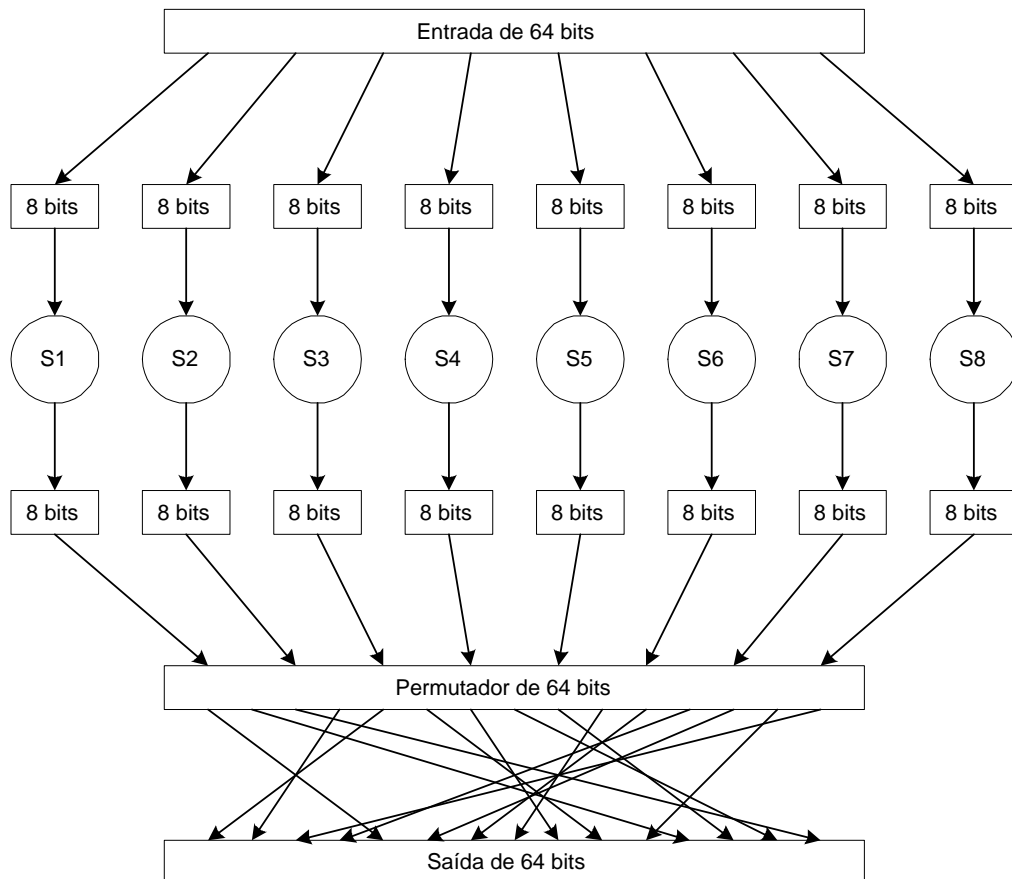 Entrada de 64 bits
8 bits 8 bits 8 bits 8 bits 8 bits 8 bits 8 bits 8 bits
S1 S2 S3 S4 S5 S6 S7 S8
8 bits 8 bits 8 bits 8 bits 8 bits 8 bits 8 bits 8 bits
Permutador de 64 bits
Saída de 64 bits